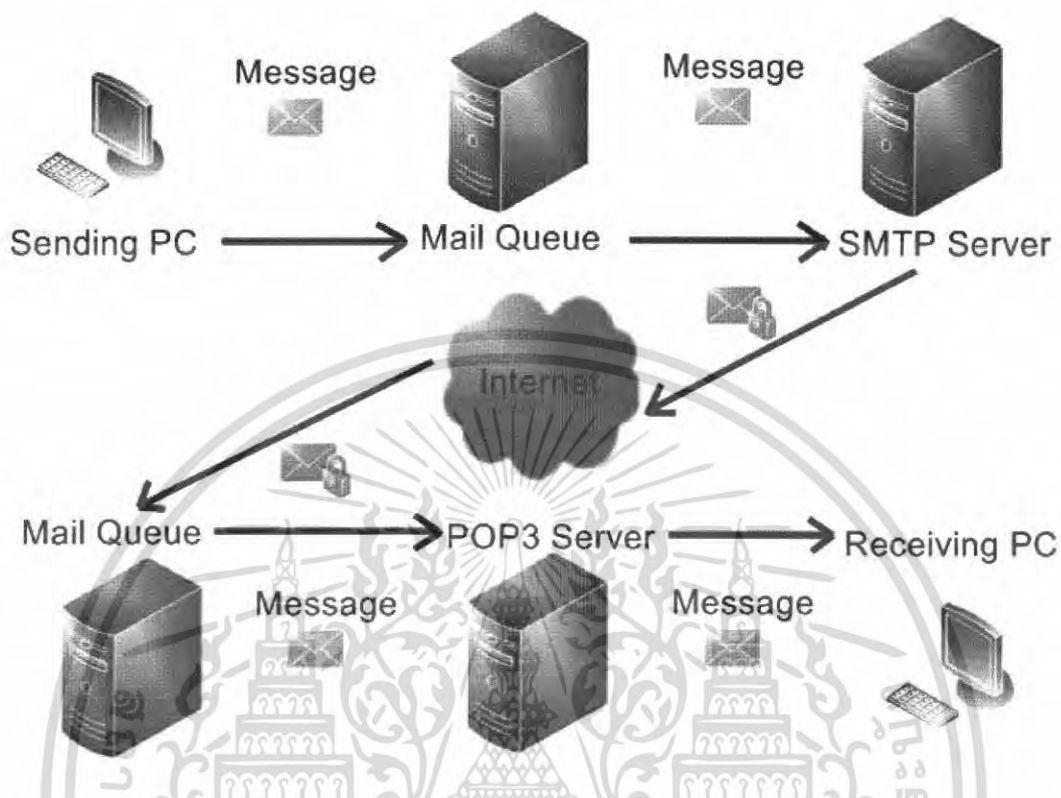 Message
Message
Sending PC
Mail Queue
SMTP Server
Internet
Mail Queue
POP3 Server
Receiving PC
Message
Message